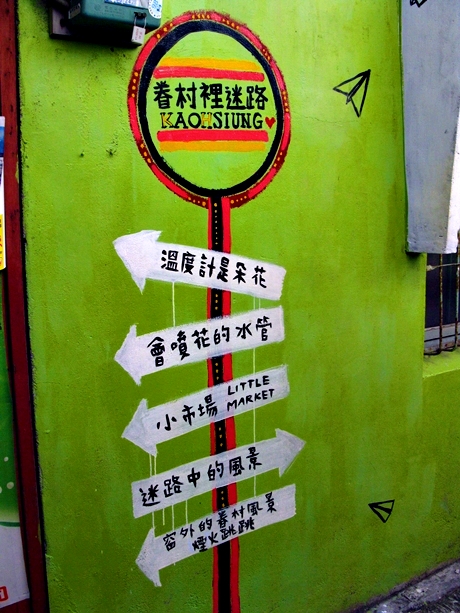 眷村裡迷路
KAOHSIUNG
溫度計是朵花
會噴花的水管
小市場 LITTLE MARKET
迷路中的風景
窗外的眷村風景
煙火跳跳